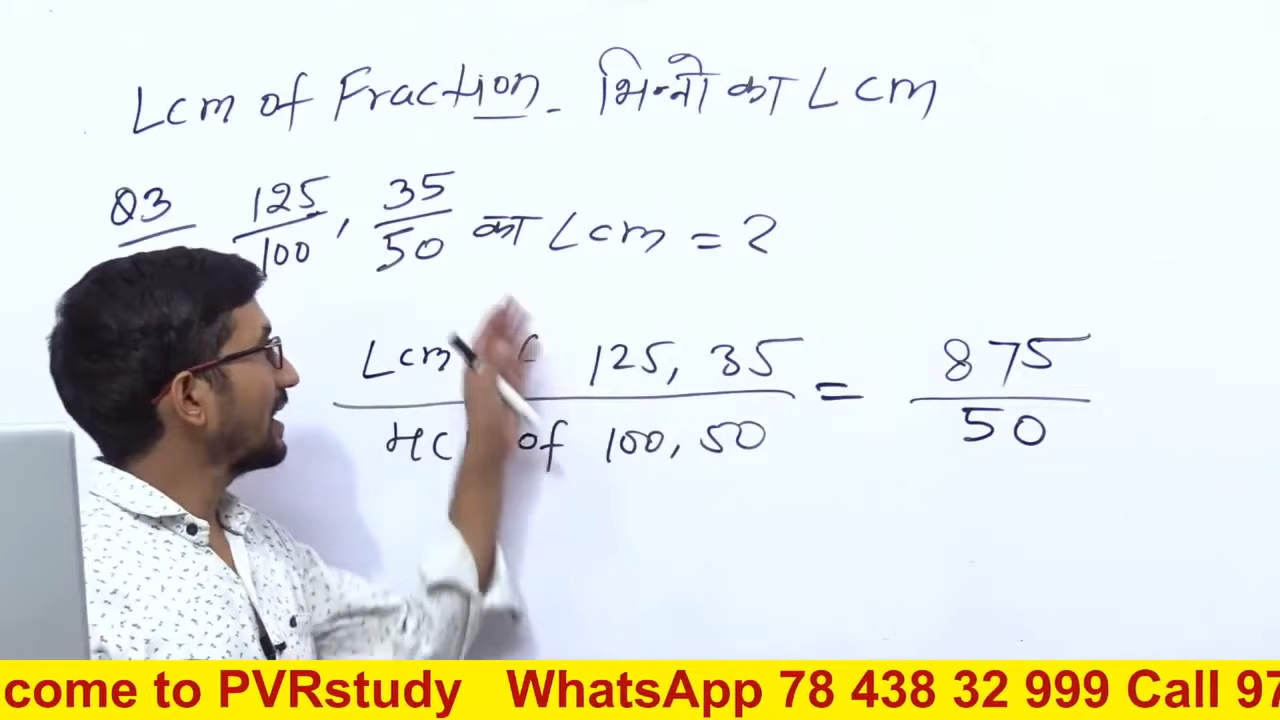 Lcm of Fraction - भिन्नो का Lcm
Q3 125/100, 35/50 का Lcm = ?
Lcm 125, 35 / of 100, 50 = 875/50
come to PVRstudy WhatsApp 78 438 32 999 Call 97